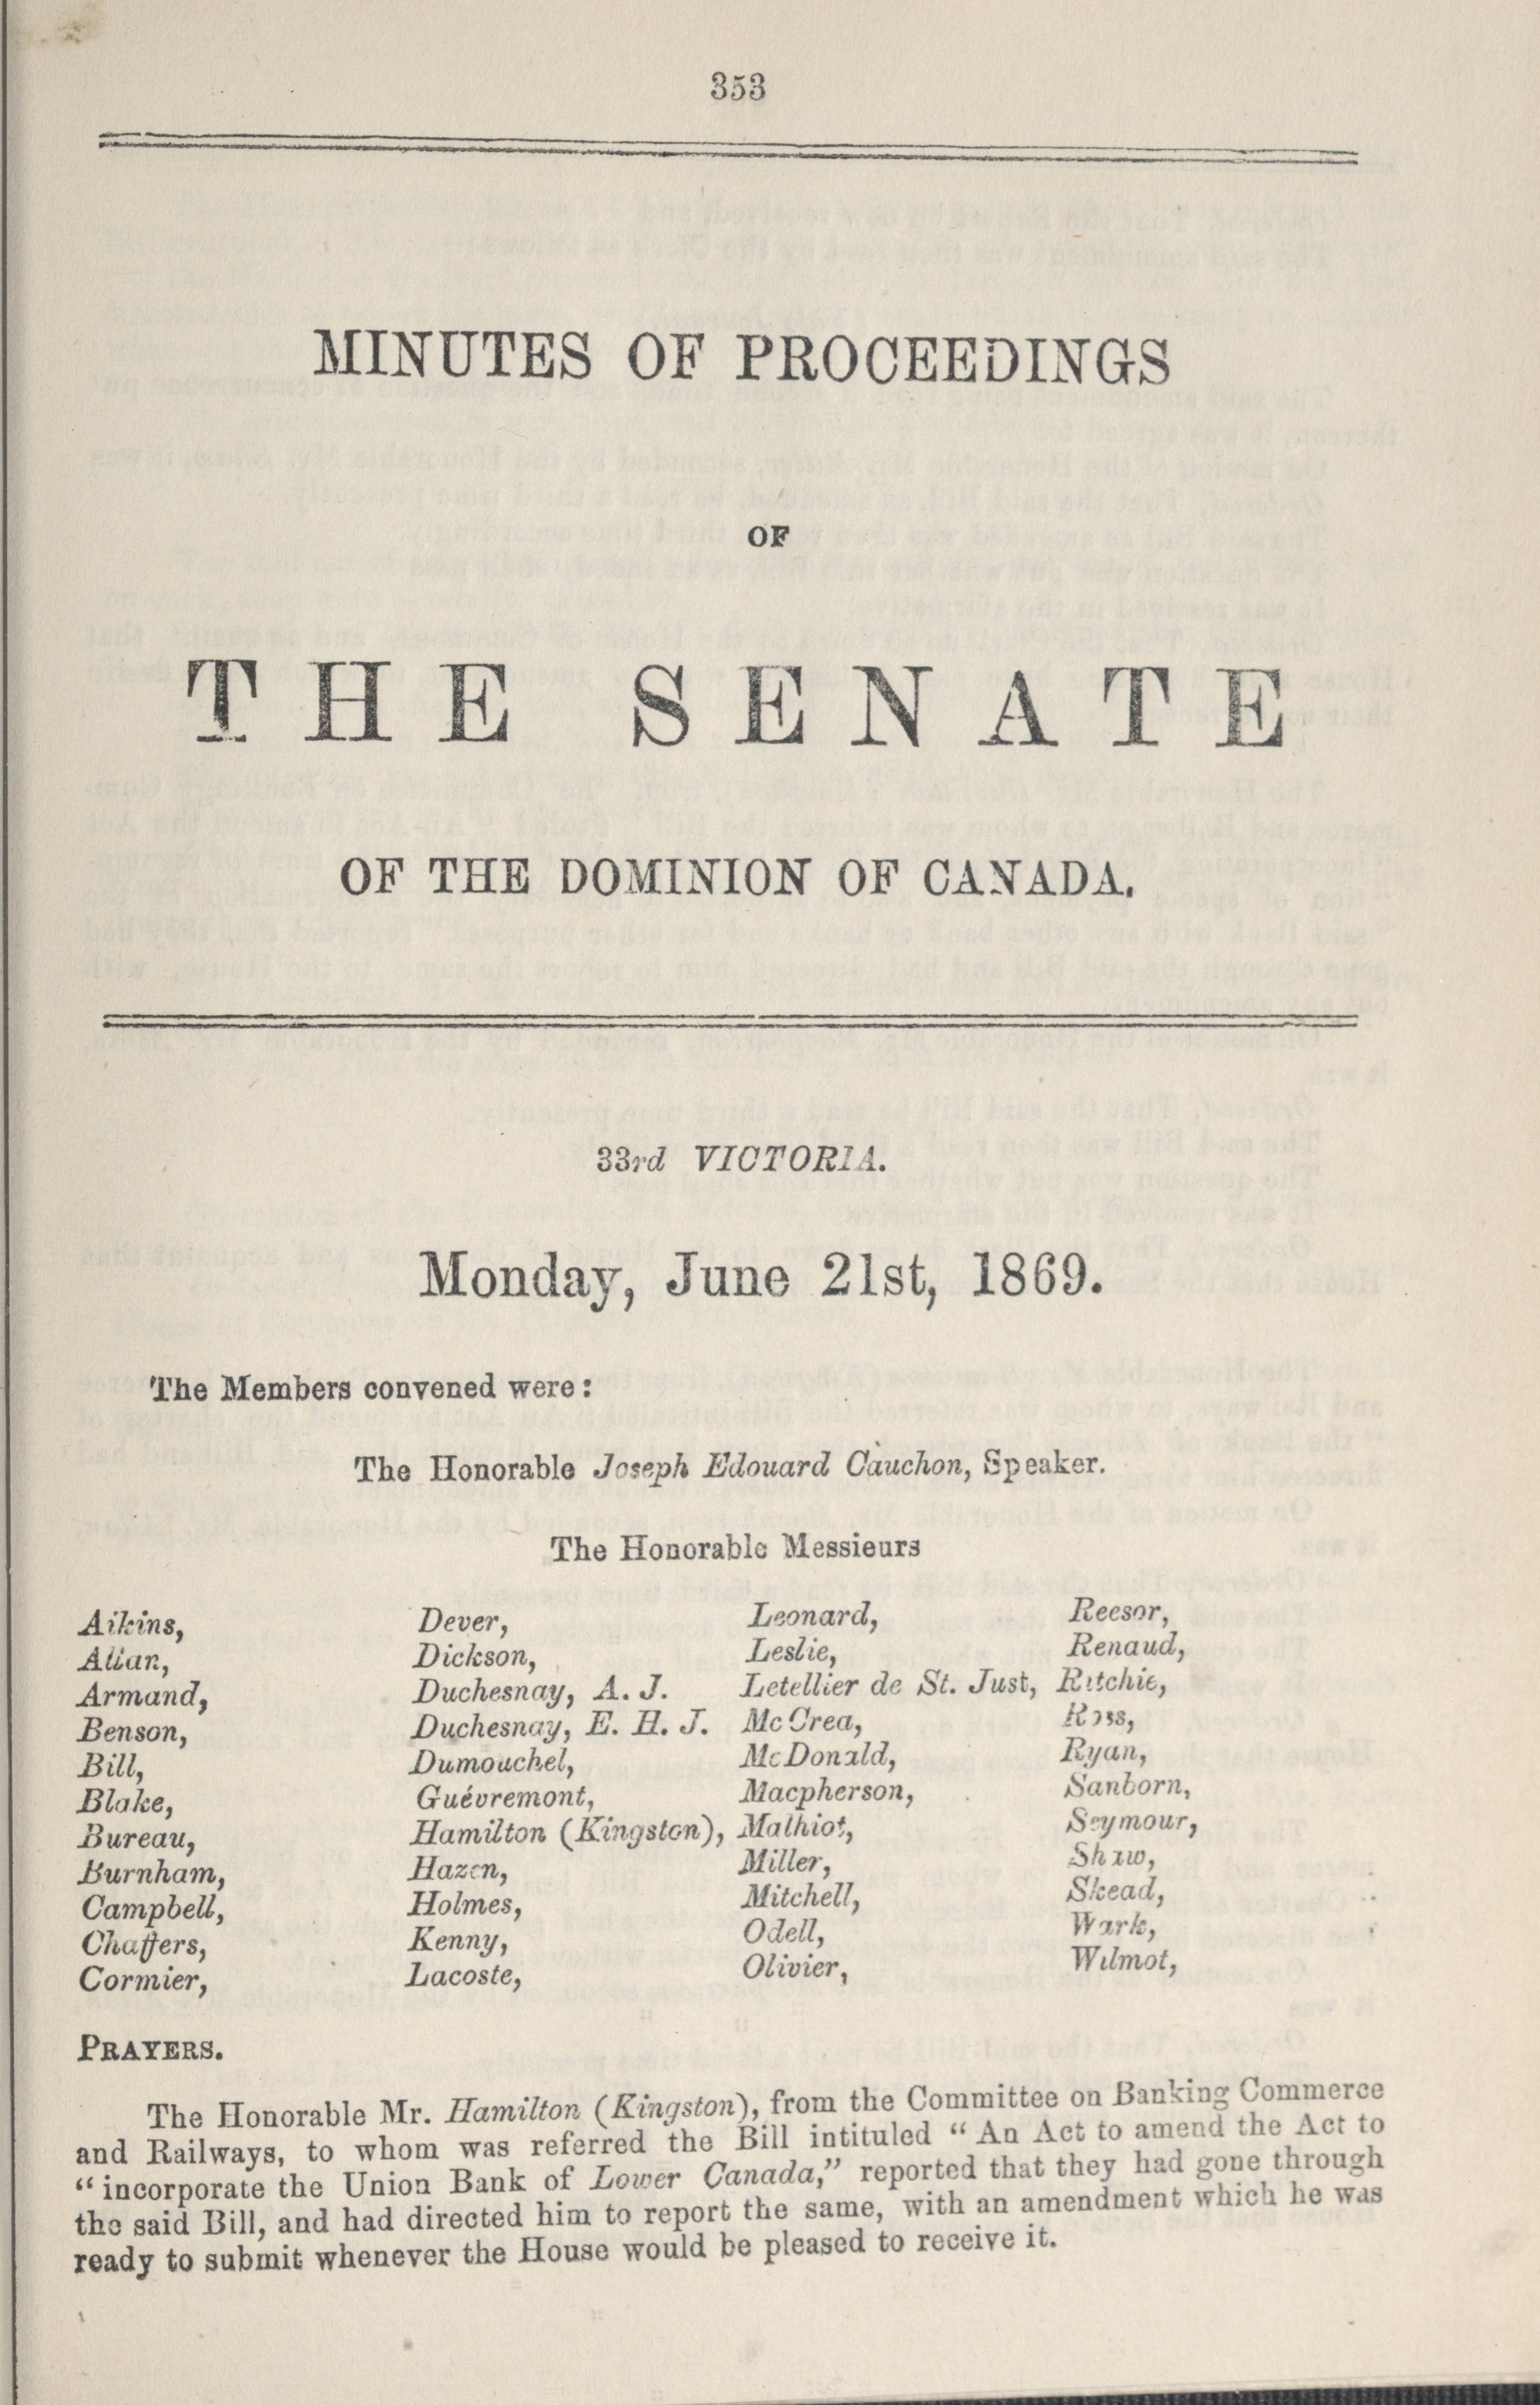 353
MINUTES OF PROCEEDINGS
OF
THE SENATE
OF THE DOMINION OF CANADA.
33rd VICTORIA.
Monday, June 21st, 1869.
The Members convened were:
The Honorable Joseph Edouard Cauchon, Speaker.
The Honorable Messieurs
Aikins,
Allan,
Armand,
Benson,
Bill,
Blake,
Bureau,
Burnham,
Campbell,
Chaffers,
Cormier,
Dever,
Dickson,
Duchesnay, A. J.
Duchesnay, E. H. J.
Dumouchel,
Guévremont,
Hamilton (Kingston),
Hazen,
Holmes,
Kenny,
Lacoste,
Leonard,
Leslie,
Letellier de St. Just,
McCrea,
McDonald,
Macpherson,
Malhiot,
Miller,
Mitchell,
Odell,
Olivier,
Reesor,
Renaud,
Ritchie,
Ross,
Ryan,
Sanborn,
Seymour,
Shaw,
Skead,
Wark,
Wilmot,
PRAYERS.
The Honorable Mr. Hamilton (Kingston), from the Committee on Banking Commerce
and Railways, to whom was referred the Bill intituled “ An Act to amend the Act to
“ incorporate the Union Bank of Lower Canada,” reported that they had gone through
the said Bill, and had directed him to report the same, with an amendment which he was
ready to submit whenever the House would be pleased to receive it.